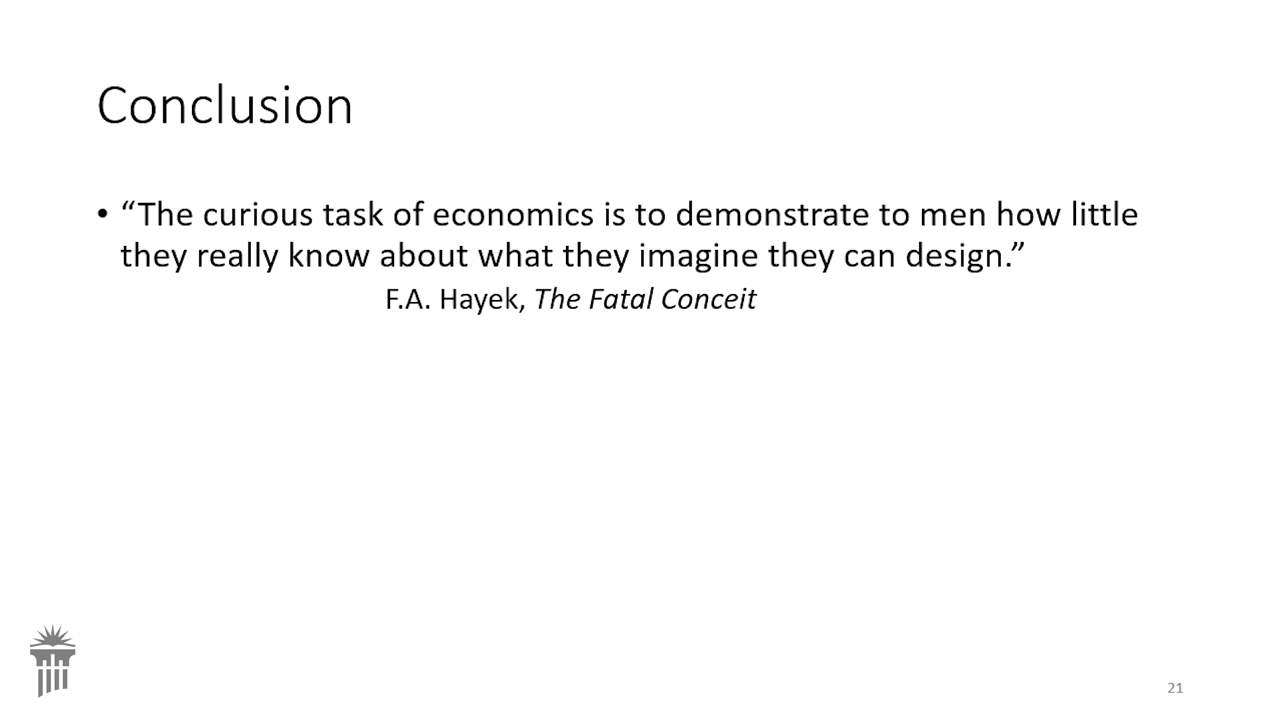 Conclusion
• “The curious task of economics is to demonstrate to men how little
they really know about what they imagine they can design.”
F.A. Hayek, The Fatal Conceit
21